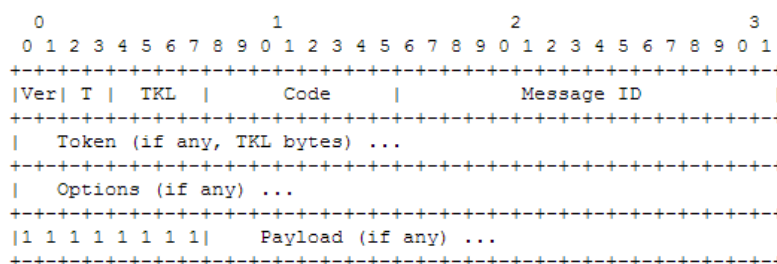 0                   1                   2                   3
0 1 2 3 4 5 6 7 8 9 0 1 2 3 4 5 6 7 8 9 0 1 2 3 4 5 6 7 8 9 0 1
+-+-+-+-+-+-+-+-+-+-+-+-+-+-+-+-+-+-+-+-+-+-+-+-+-+-+-+-+-+-+-+-
|Ver| T |  TKL  |      Code     |          Message ID           |
+-+-+-+-+-+-+-+-+-+-+-+-+-+-+-+-+-+-+-+-+-+-+-+-+-+-+-+-+-+-+-+-
|   Token (if any, TKL bytes) ...
+-+-+-+-+-+-+-+-+-+-+-+-+-+-+-+-+-+-+-+-+-+-+-+-+-+-+-+-+-+-+-+-
|   Options (if any) ...
+-+-+-+-+-+-+-+-+-+-+-+-+-+-+-+-+-+-+-+-+-+-+-+-+-+-+-+-+-+-+-+-
|1 1 1 1 1 1 1 1|    Payload (if any) ...
+-+-+-+-+-+-+-+-+-+-+-+-+-+-+-+-+-+-+-+-+-+-+-+-+-+-+-+-+-+-+-+-